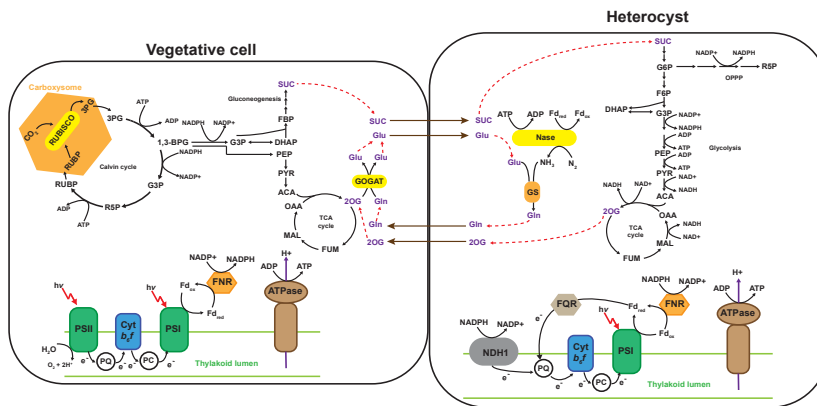 Vegetative cell
Carboxysome
CO₂
RUBISCO
3PG
RUBP
3PG
ATP
ADP
1,3-BPG
NADPH
NADP+
G3P
Calvin cycle
NADPH
NADP+
G3P
R5P
ATP
ADP
RUBP
SUC
Gluconeogenesis
FBP
DHAP
PEP
PYR
ACA
OAA
MAL
FUM
TCA
cycle
2OG
SUC
Glu
Glu
Glu
GOGAT
2OG
Gln
Gln
2OG
hν
PSII
H₂O
O₂ + 2H⁺
e⁻
PQ
e⁻
Cyt
b₆f
e⁻
PC
e⁻
hν
PSI
Fdox
Fdred
FNR
NADP+
NADPH
H+
ADP
ATP
ATPase
Thylakoid lumen
Heterocyst
SUC
G6P
NADP+
NADPH
OPPP
R5P
F6P
DHAP
G3P
NADP+
NADPH
ADP
ATP
Glycolysis
PEP
ADP
ATP
PYR
NAD+
NADH
ACA
OAA
NADH
NAD+
MAL
FUM
TCA
cycle
2OG
NADH
NAD+
SUC
Glu
ATP
ADP
Fdred
Fdox
Nase
NH₃
N₂
Glu
GS
Gln
Gln
2OG
NADPH
NADP+
NDH1
e⁻
FQR
e⁻
PQ
e⁻
Cyt
b₆f
PC
e⁻
hν
PSI
Fdred
Fdox
NADPH
NADP+
FNR
H+
ADP
ATP
ATPase
Thylakoid lumen